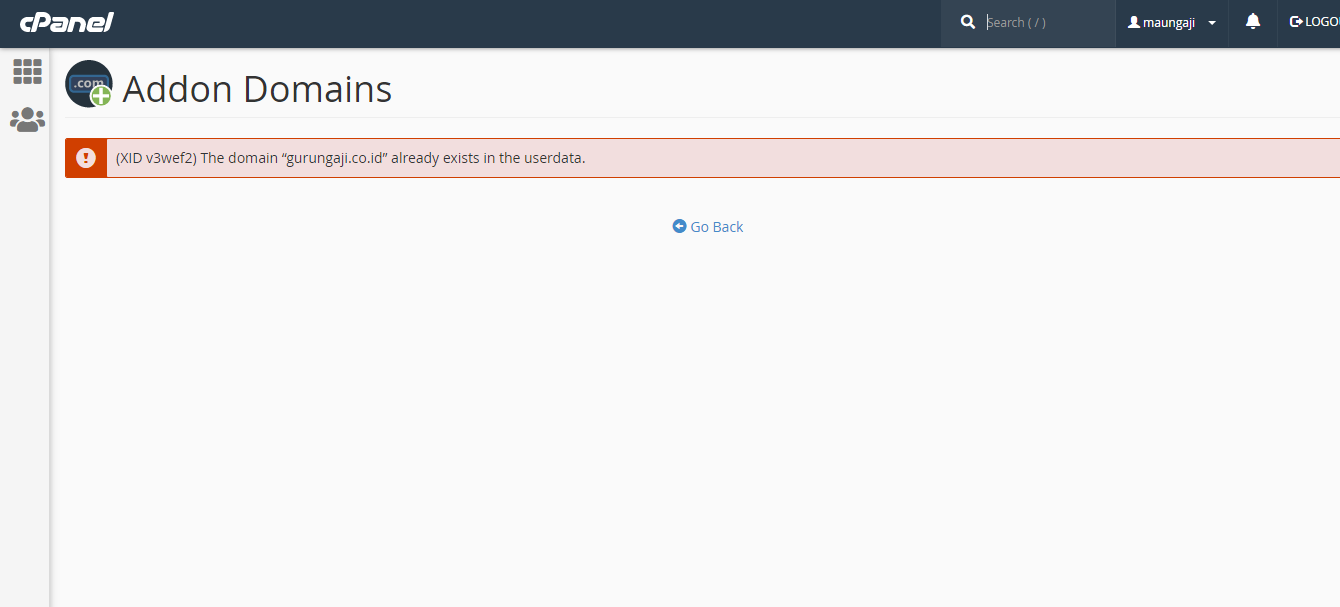 cPanel
Search ( / )
maungaji
LOGO
.com
Addon Domains
(XID v3wef2) The domain “gurungaji.co.id” already exists in the userdata.
Go Back